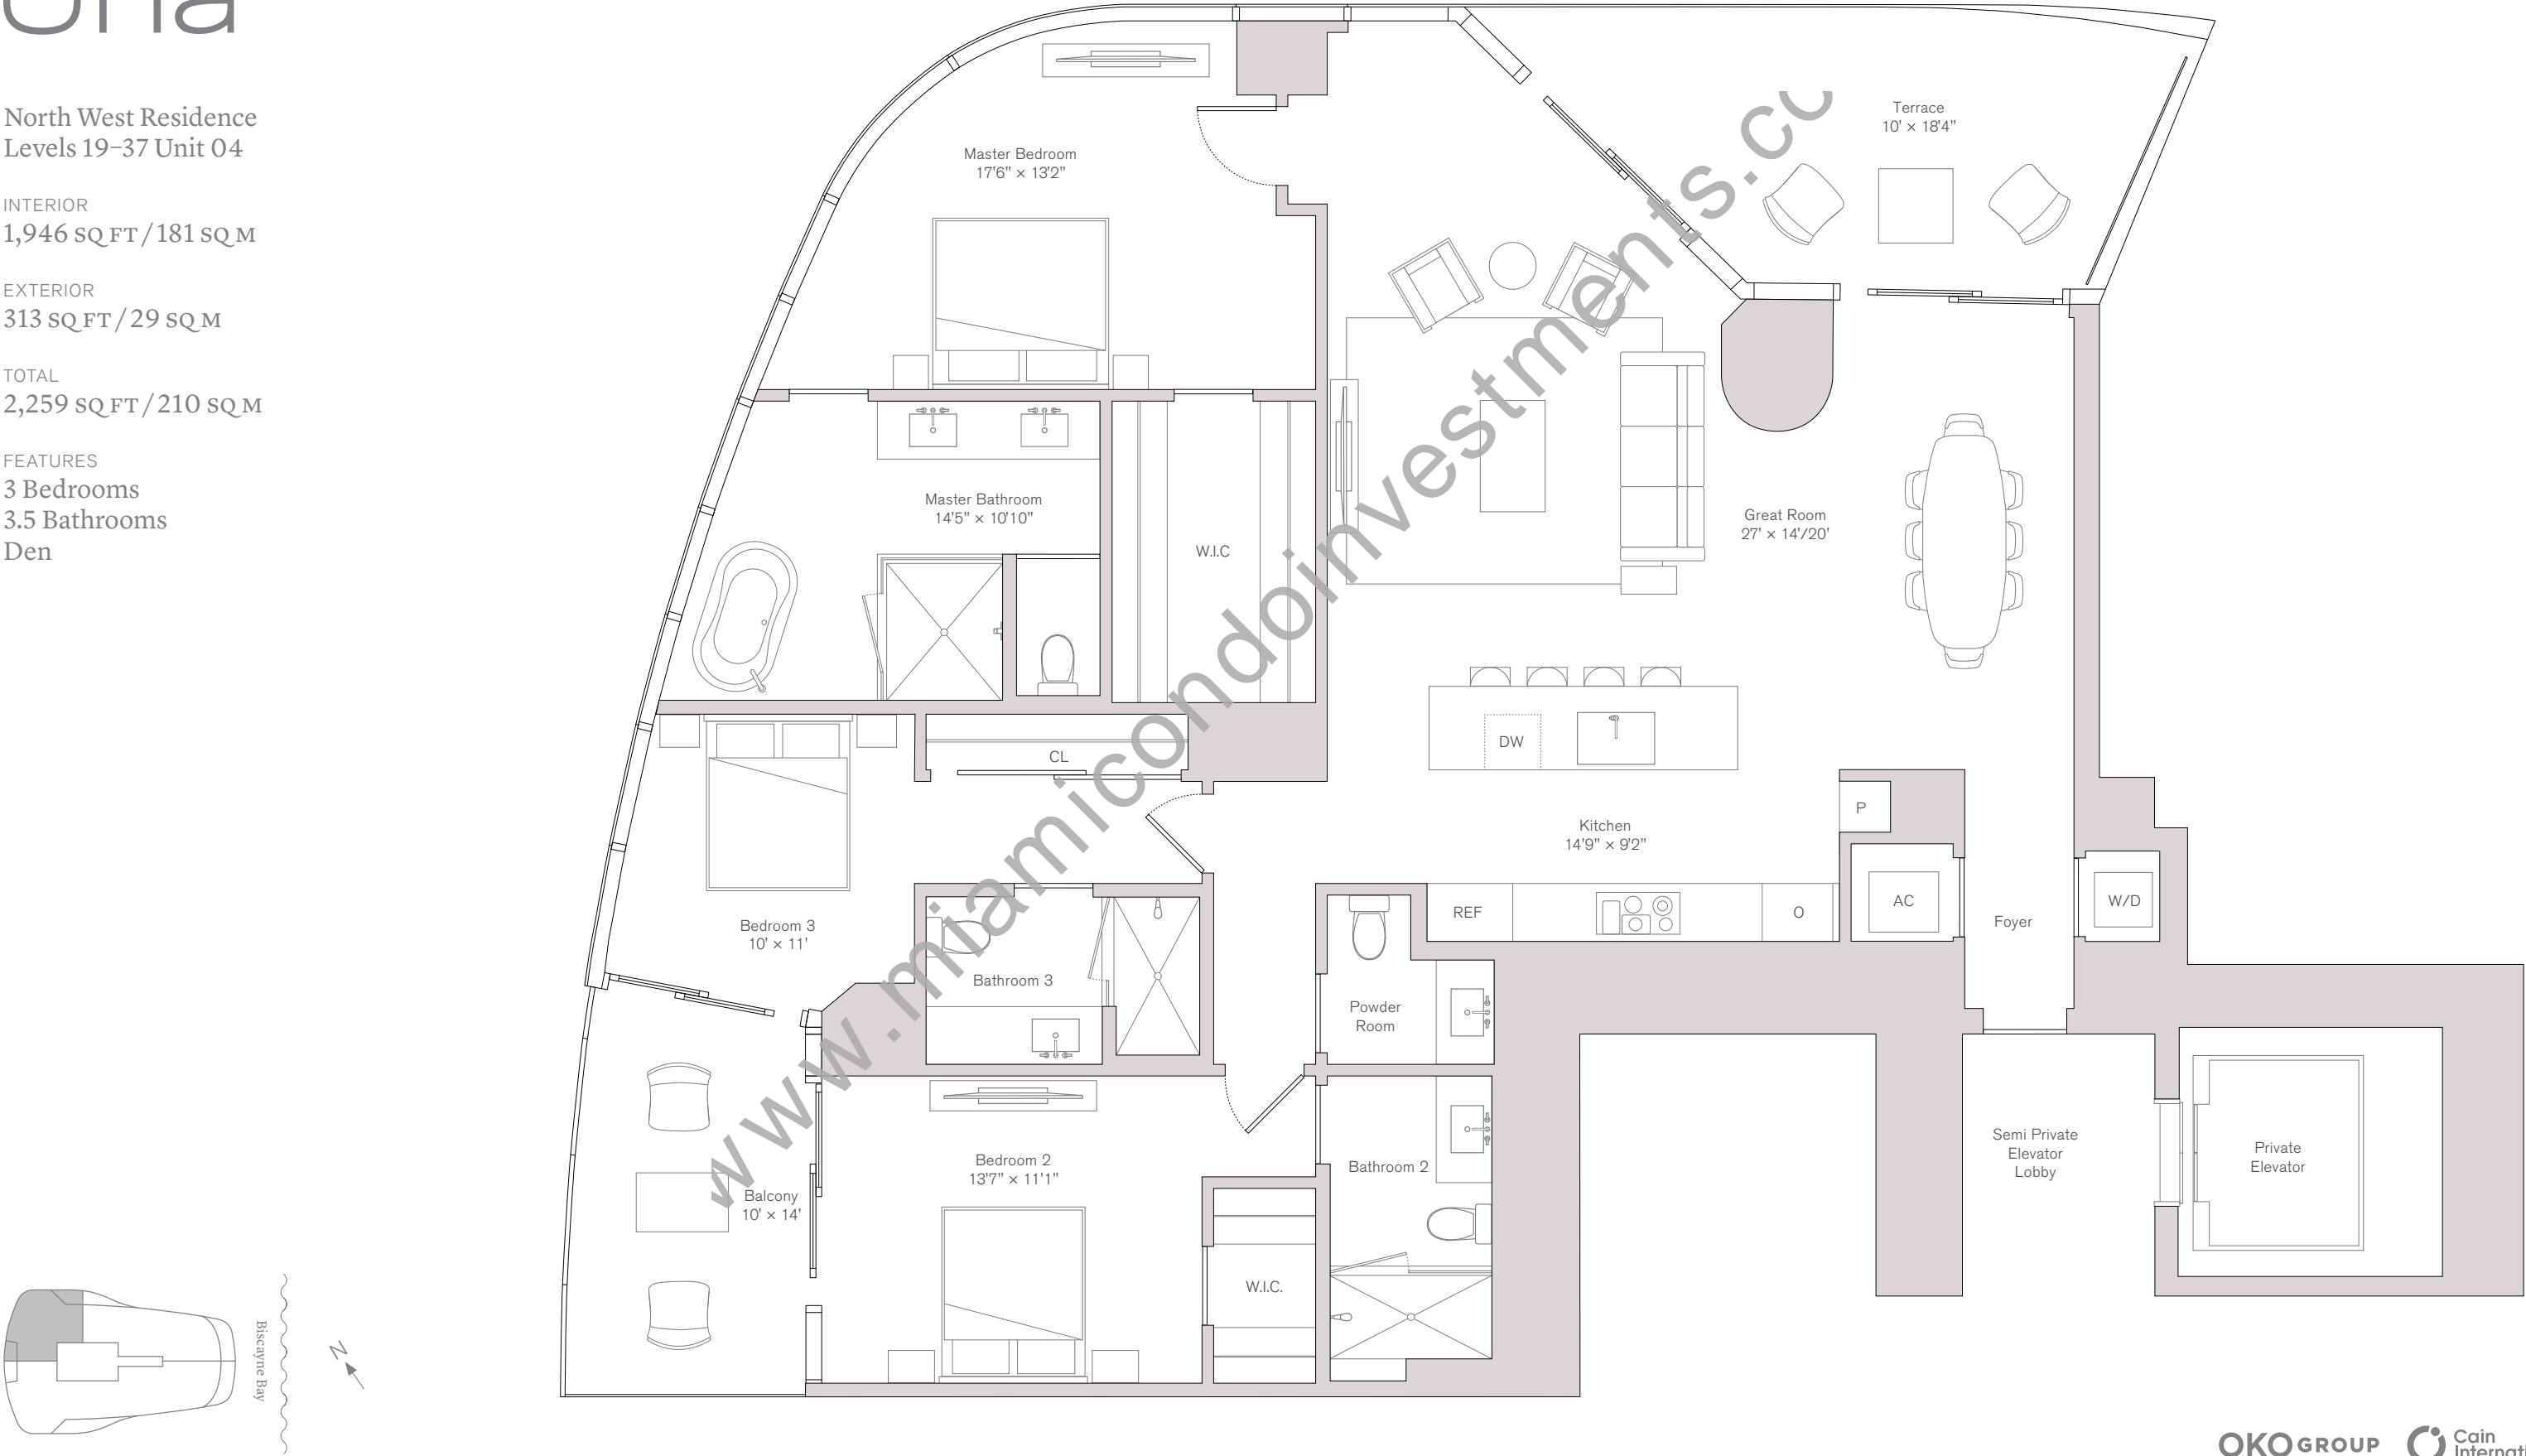 North West Residence
Levels 19–37 Unit 04
INTERIOR
1,946 SQ FT / 181 SQ M
EXTERIOR
313 SQ FT / 29 SQ M
TOTAL
2,259 SQ FT / 210 SQ M
FEATURES
3 Bedrooms
3.5 Bathrooms
Den
Master Bedroom
17'6" × 13'2"
Terrace
10' × 18'4"
Master Bathroom
14'5" × 10'10"
W.I.C
Great Room
27' × 14'/20'
CL
DW
Kitchen
14'9" × 9'2"
P
REF
O
AC
Foyer
W/D
Bedroom 3
10' × 11'
Bathroom 3
Powder
Room
Balcony
10' × 14'
Bedroom 2
13'7" × 11'1"
W.I.C.
Bathroom 2
Semi Private
Elevator
Lobby
Private
Elevator
www.miamicondoinvestments.co
Biscayne Bay
N
OKO GROUP
Cain